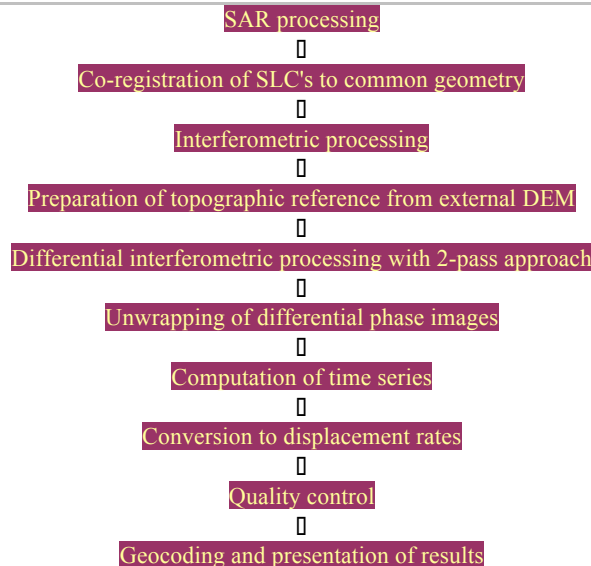 SAR processing
Co-registration of SLC's to common geometry
Interferometric processing
Preparation of topographic reference from external DEM
Differential interferometric processing with 2-pass approach
Unwrapping of differential phase images
Computation of time series
Conversion to displacement rates
Quality control
Geocoding and presentation of results